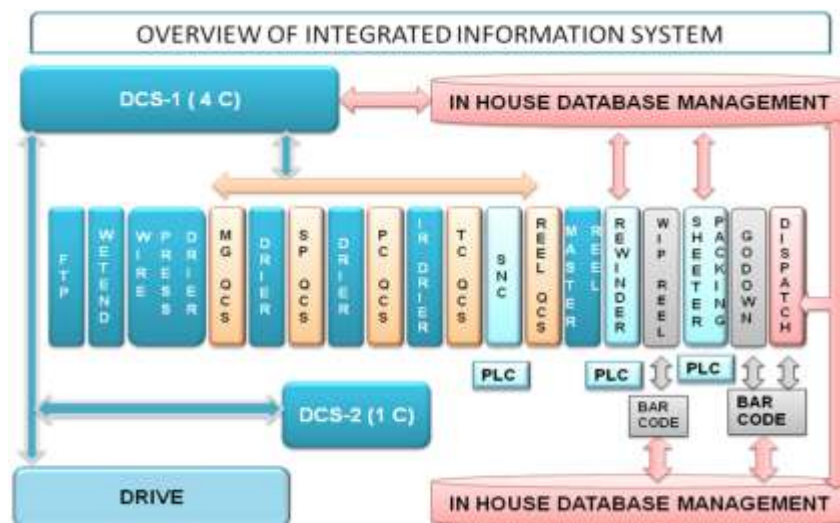 OVERVIEW OF INTEGRATED INFORMATION SYSTEM
DCS-1 ( 4 C)
IN HOUSE DATABASE MANAGEMENT
FTP
WETEND
WIRE
PRESS
DRIER
MG QCS
DRIER
SP QCS
DRIER
PC QCS
IR DRIER
TC QCS
SNC
REEL QCS
MASTER
REEL
REWINDER
WIP REEL
SHEETER
PACKING
GODOWN
DISPATCH
PLC
PLC
PLC
BAR
CODE
BAR
CODE
DCS-2 (1 C)
DRIVE
IN HOUSE DATABASE MANAGEMENT